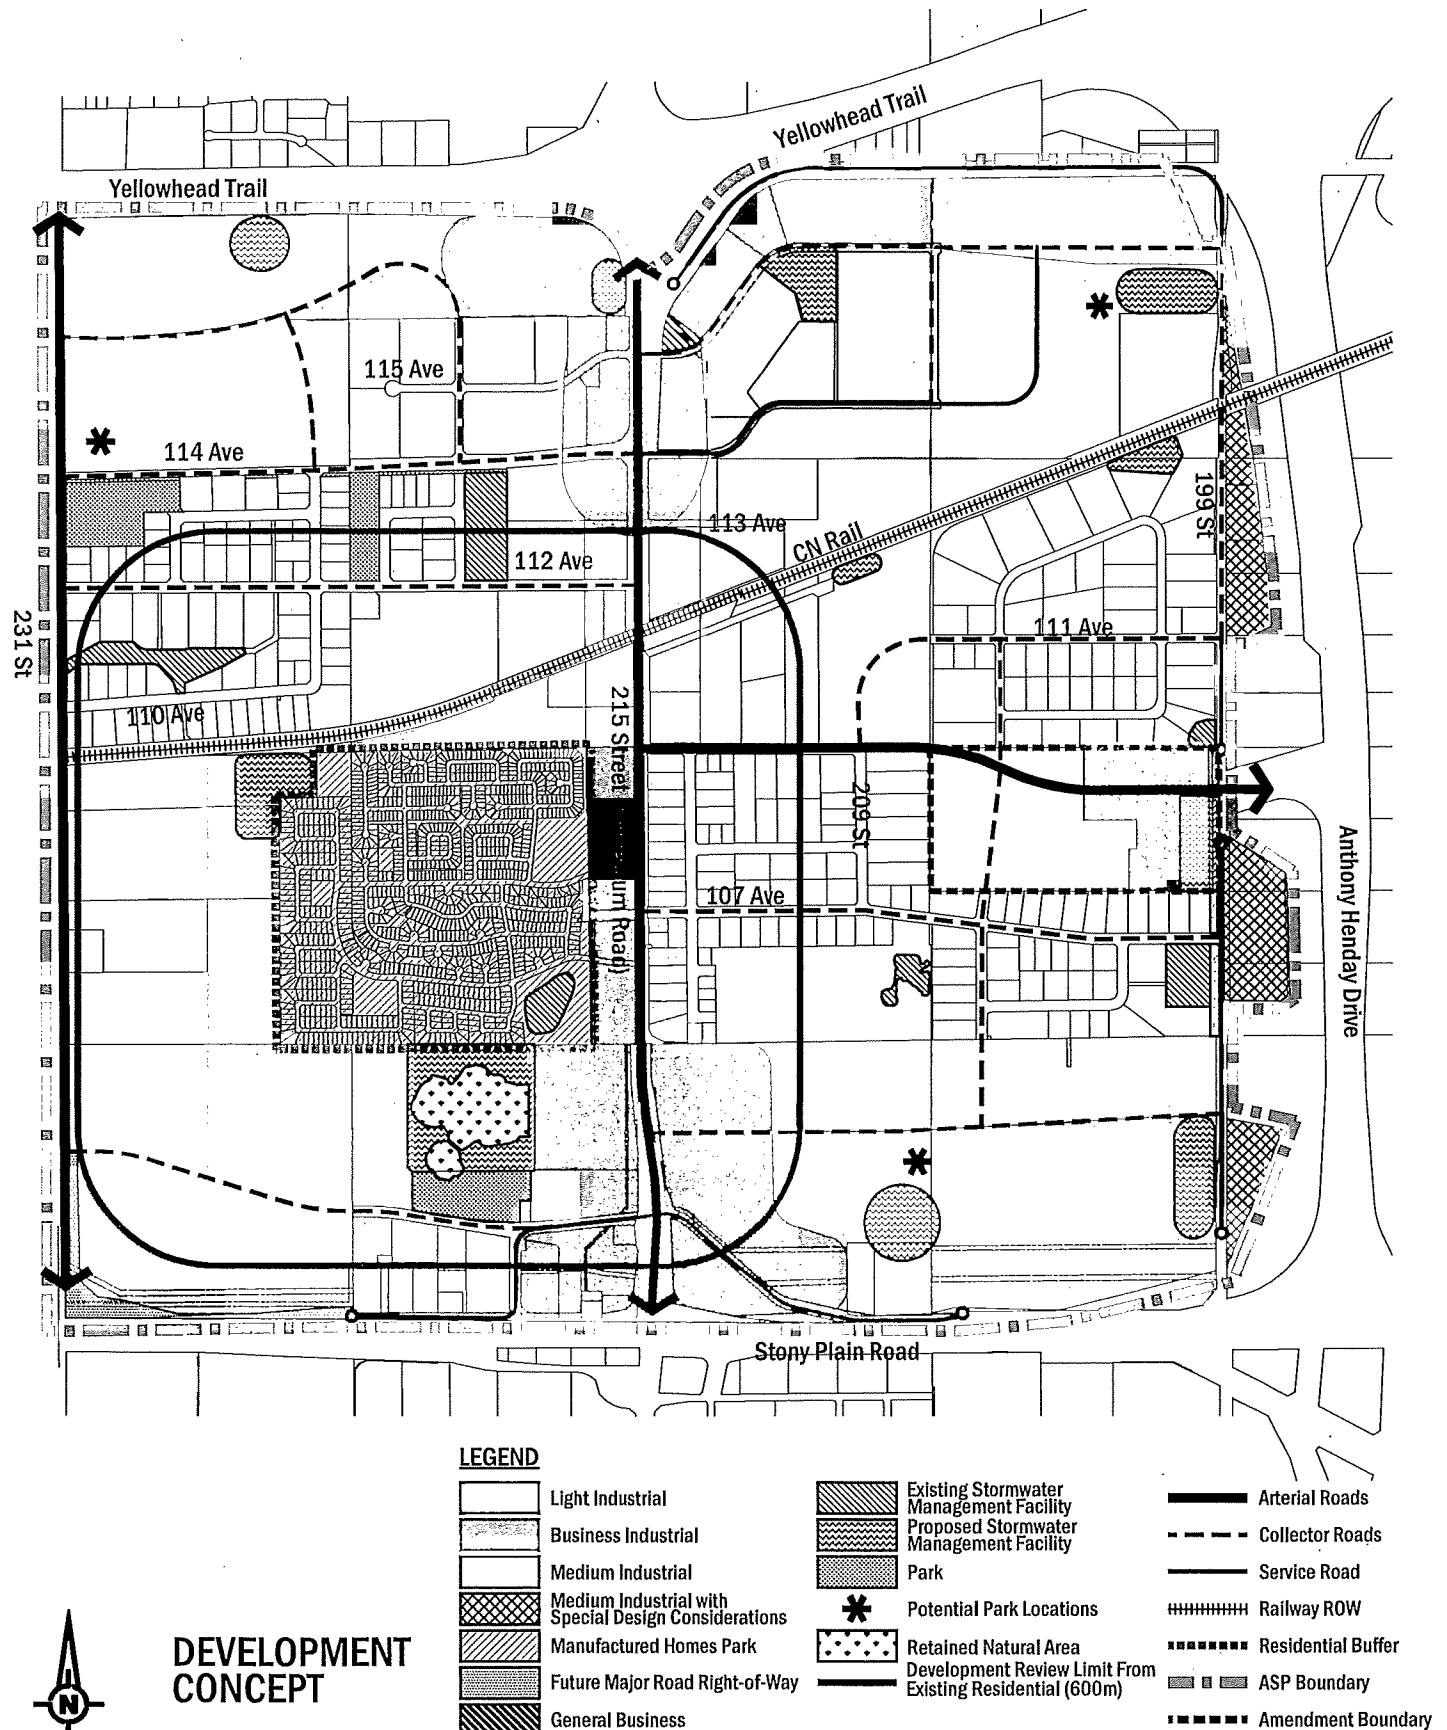 Yellowhead Trail
Yellowhead Trail
115 Ave
114 Ave
113 Ave
112 Ave
CN Rail
199 St
231 St
111 Ave
110 Ave
215 Street
um Road)
209 St
107 Ave
Anthony Henday Drive
Stony Plain Road
LEGEND
Light Industrial
Business Industrial
Medium Industrial
Medium Industrial with
Special Design Considerations
Manufactured Homes Park
Future Major Road Right-of-Way
General Business
Existing Stormwater
Management Facility
Proposed Stormwater
Management Facility
Park
Potential Park Locations
Retained Natural Area
Development Review Limit From
Existing Residential (600m)
Arterial Roads
Collector Roads
Service Road
Railway ROW
Residential Buffer
ASP Boundary
Amendment Boundary
N
DEVELOPMENT
CONCEPT